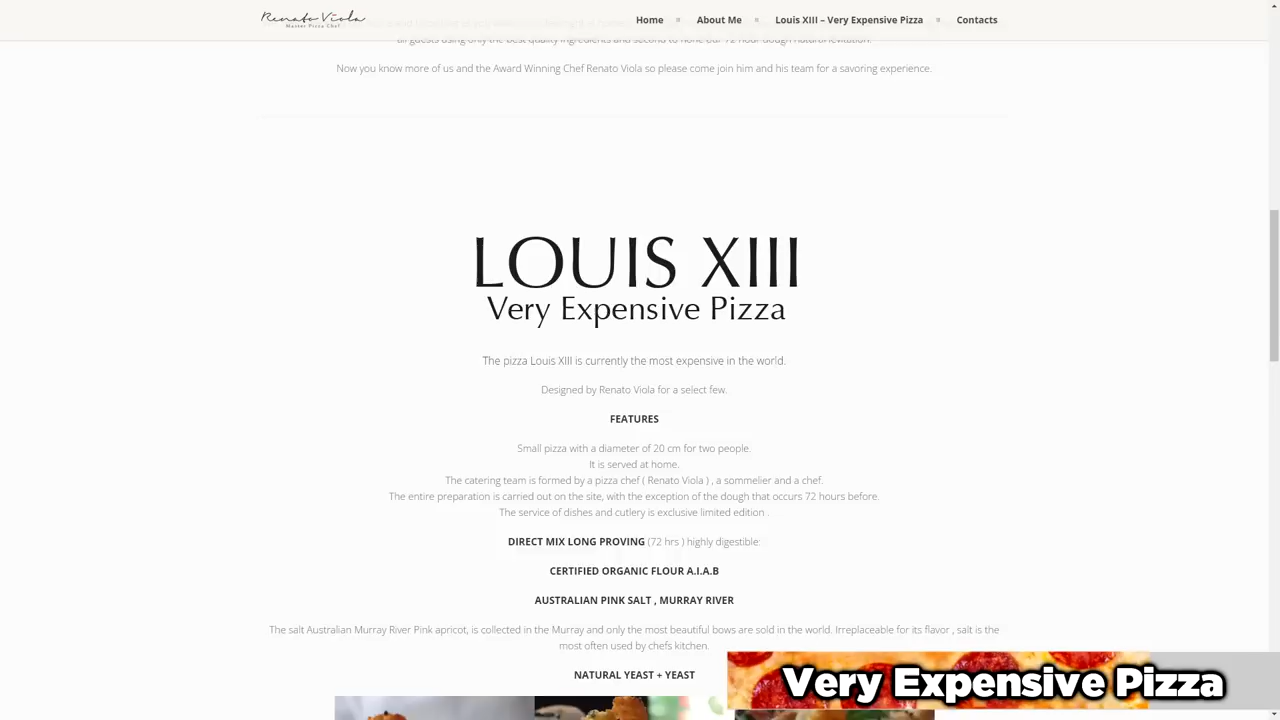 Renato Viola
Master Pizza Chef
Home
About Me
Louis XIII – Very Expensive Pizza
Contacts
all guests using only the best quality ingredients and second to none our 72 hour dough natural levitation.
Now you know more of us and the Award Winning Chef Renato Viola so please come join him and his team for a savoring experience.
LOUIS XIII
Very Expensive Pizza
The pizza Louis XIII is currently the most expensive in the world.
Designed by Renato Viola for a select few.
FEATURES
Small pizza with a diameter of 20 cm for two people.
It is served at home.
The catering team is formed by a pizza chef ( Renato Viola ) , a sommelier and a chef.
The entire preparation is carried out on the site, with the exception of the dough that occurs 72 hours before.
The service of dishes and cutlery is exclusive limited edition .
DIRECT MIX LONG PROVING (72 hrs ) highly digestible:
CERTIFIED ORGANIC FLOUR A.I.A.B
AUSTRALIAN PINK SALT , MURRAY RIVER
The salt Australian Murray River Pink apricot, is collected in the Murray and only the most beautiful bows are sold in the world. Irreplaceable for its flavor , salt is the
most often used by chefs kitchen.
NATURAL YEAST + YEAST
Very Expensive Pizza